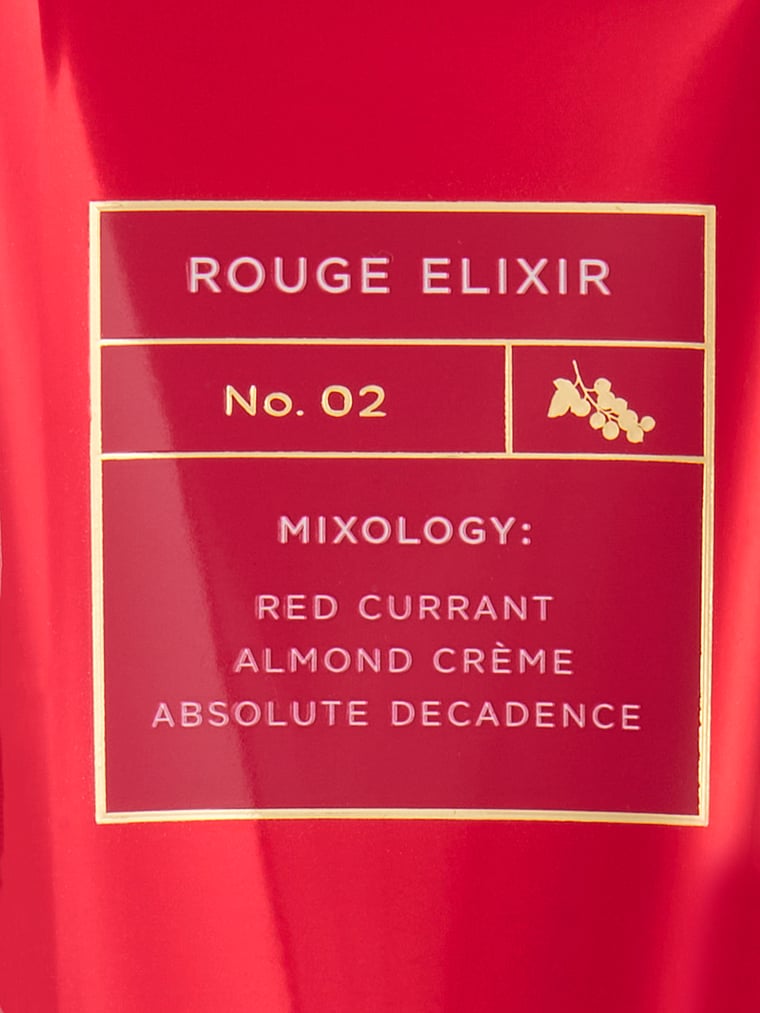 ROUGE ELIXIR
No. 02
MIXOLOGY:
RED CURRANT
ALMOND CRÈME
ABSOLUTE DECADENCE